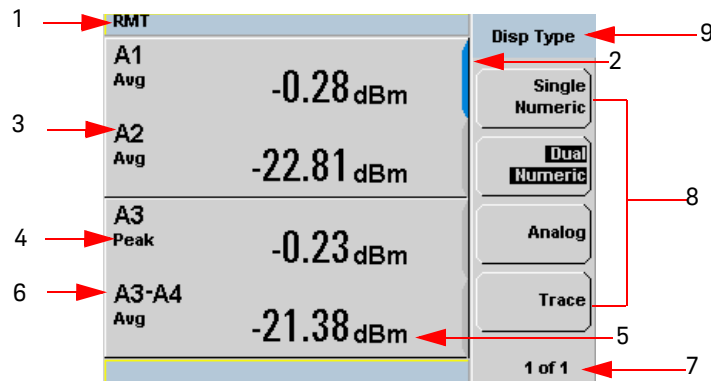 1
RMT
Disp Type
9
A1
Avg
-0.28 dBm
2
Single
Numeric
3
A2
Avg
-22.81 dBm
Dual
Numeric
8
A3
4
Peak
-0.23 dBm
Analog
6
A3-A4
Avg
-21.38 dBm
5
Trace
1 of 1
7